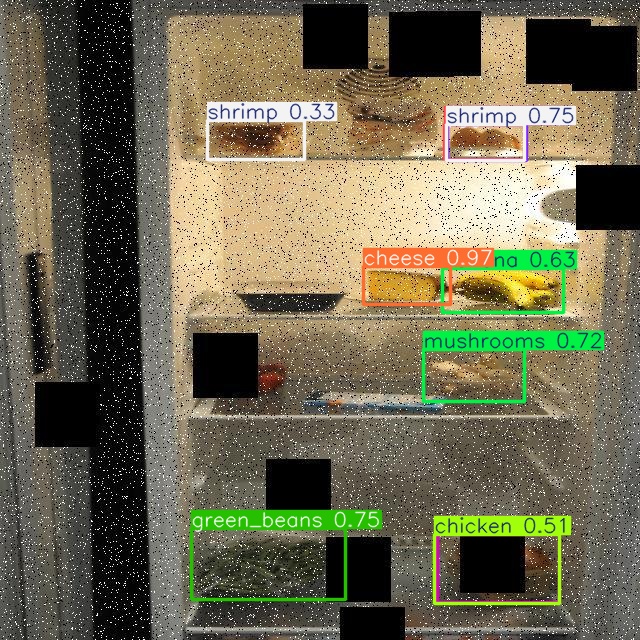 shrimp 0.33
shrimp 0.75
cheese 0.97
na 0.63
mushrooms 0.72
green_beans 0.75
chicken 0.51